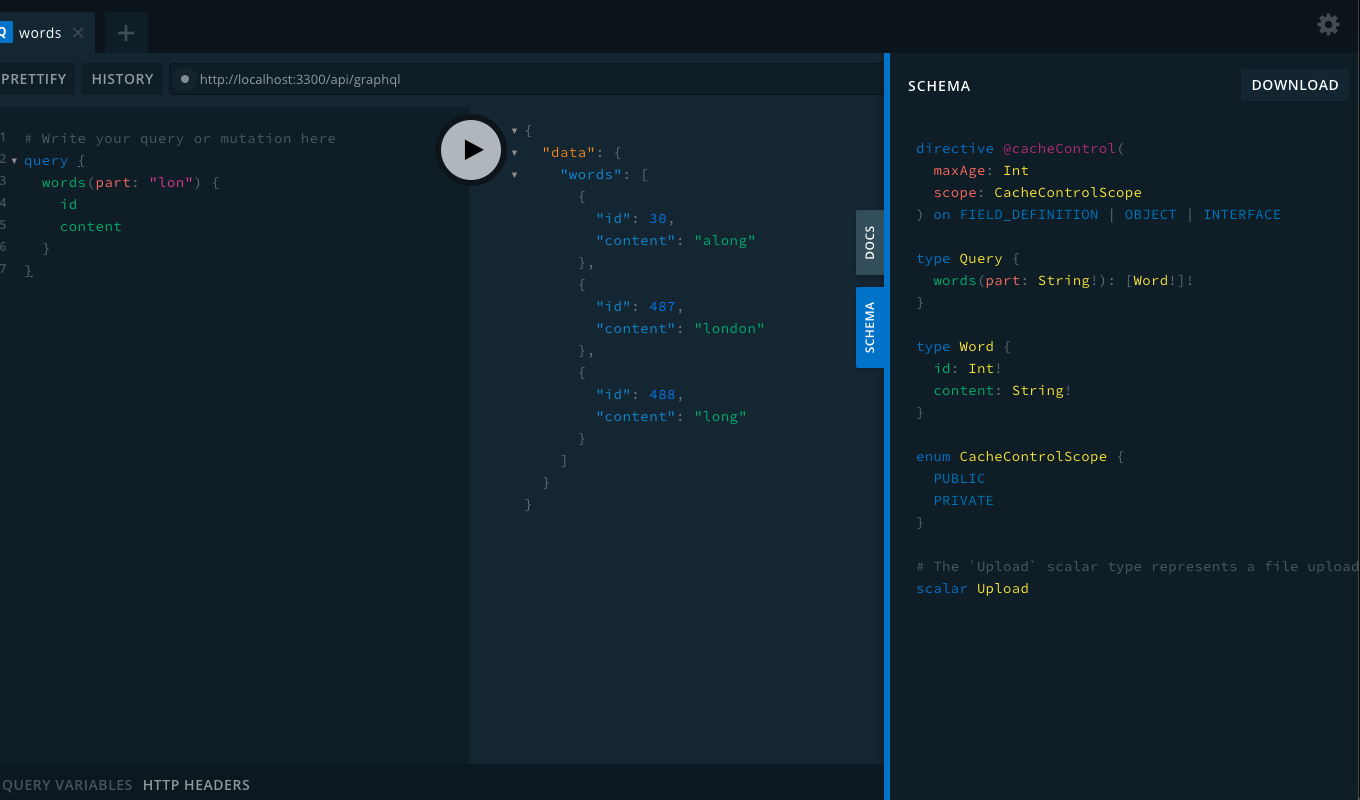 Q words
PRETTIFY HISTORY http://localhost:3300/api/graphql
1 # Write your query or mutation here
2 query {
3 words(part: "lon") {
4 id
5 content
6 }
7 }
{
"data": {
"words": [
{
"id": 30,
"content": "along"
},
{
"id": 487,
"content": "london"
},
{
"id": 488,
"content": "long"
}
]
}
}
DOCS
SCHEMA
SCHEMA DOWNLOAD
directive @cacheControl(
maxAge: Int
scope: CacheControlScope
) on FIELD_DEFINITION | OBJECT | INTERFACE
type Query {
words(part: String!): [Word!]!
}
type Word {
id: Int!
content: String!
}
enum CacheControlScope {
PUBLIC
PRIVATE
}
# The `Upload` scalar type represents a file upload
scalar Upload
QUERY VARIABLES HTTP HEADERS